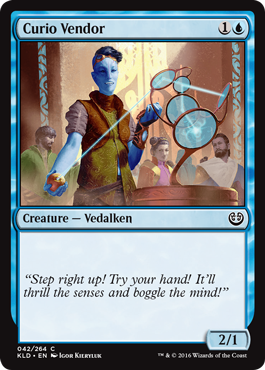 Curio Vendor 1
Creature — Vedalken
“Step right up! Try your hand! It’ll
thrill the senses and boggle the mind!”
2/1
042/264 C
KLD • EN Igor Kieryluk
™ & © 2016 Wizards of the Coast